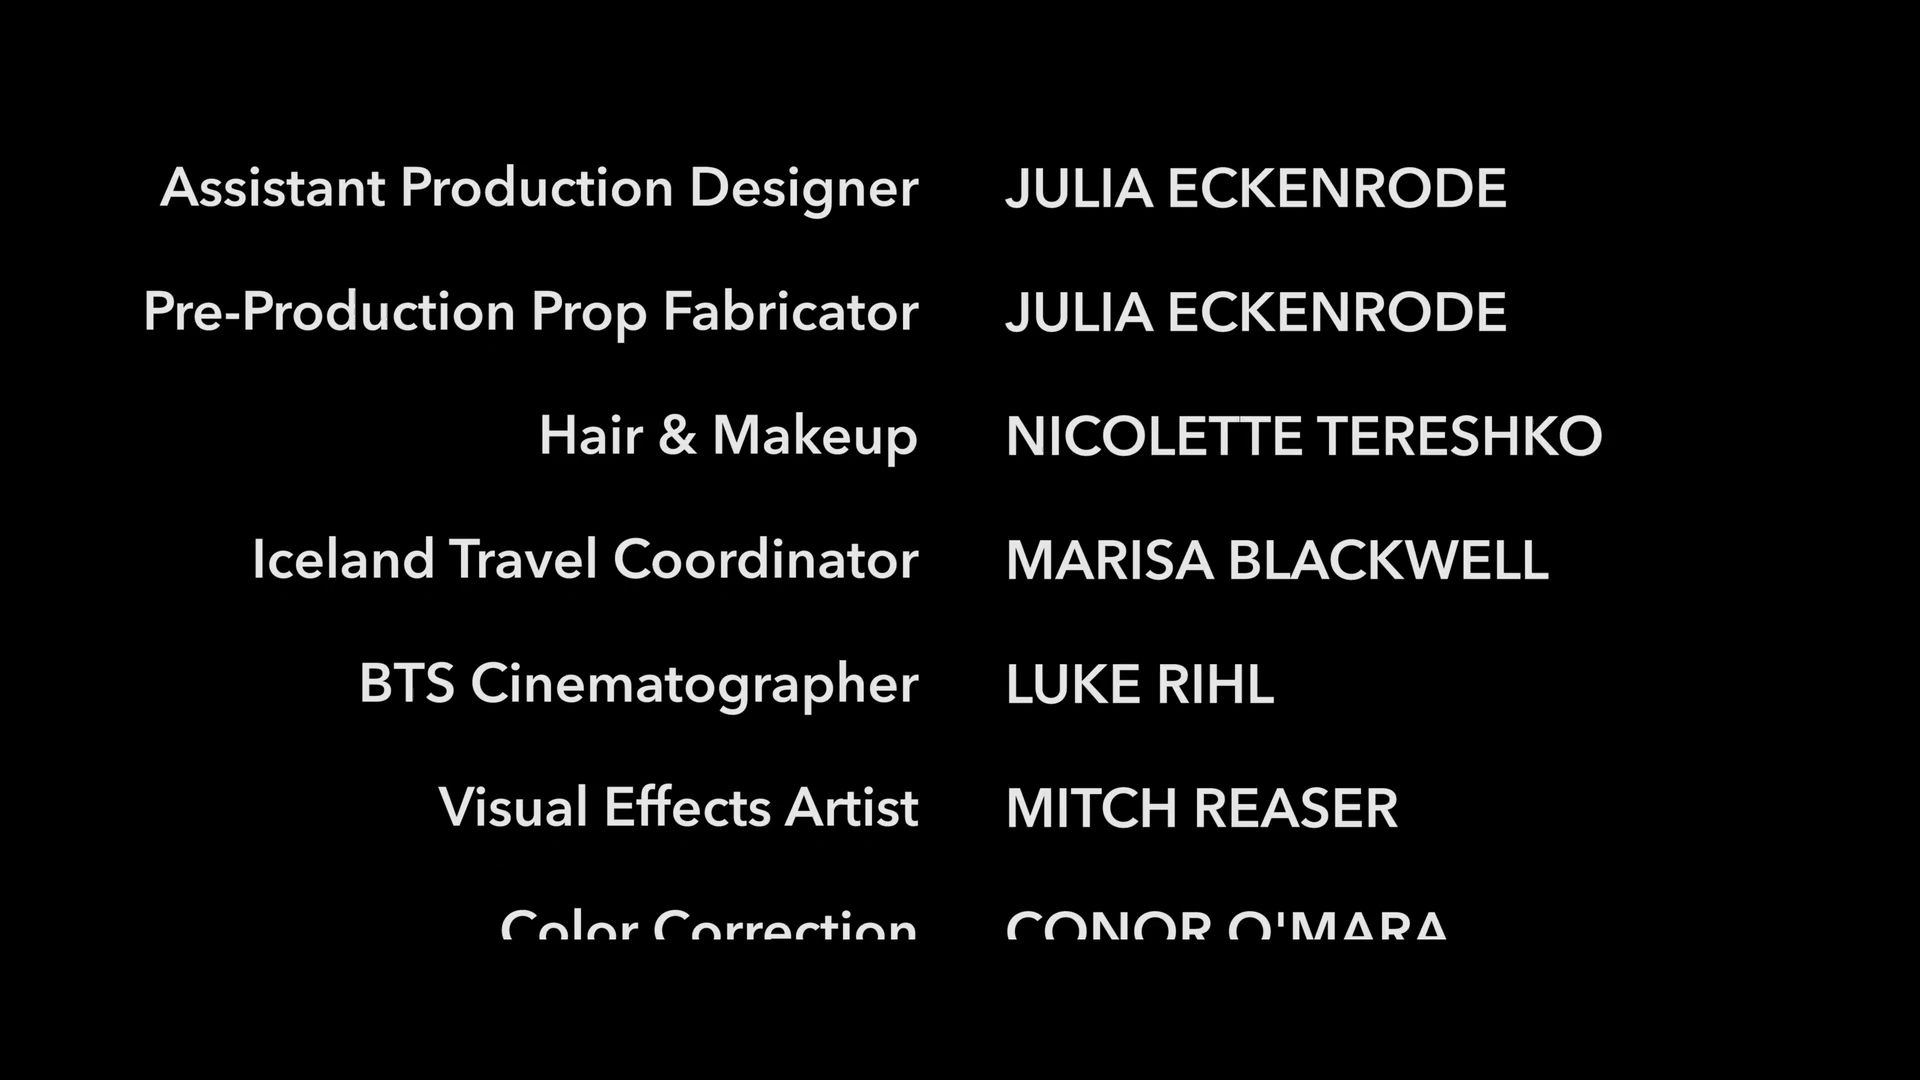 Assistant Production Designer JULIA ECKENRODE
Pre-Production Prop Fabricator JULIA ECKENRODE
Hair & Makeup NICOLETTE TERESHKO
Iceland Travel Coordinator MARISA BLACKWELL
BTS Cinematographer LUKE RIHL
Visual Effects Artist MITCH REASER
Color Correction CONOR O'MARA